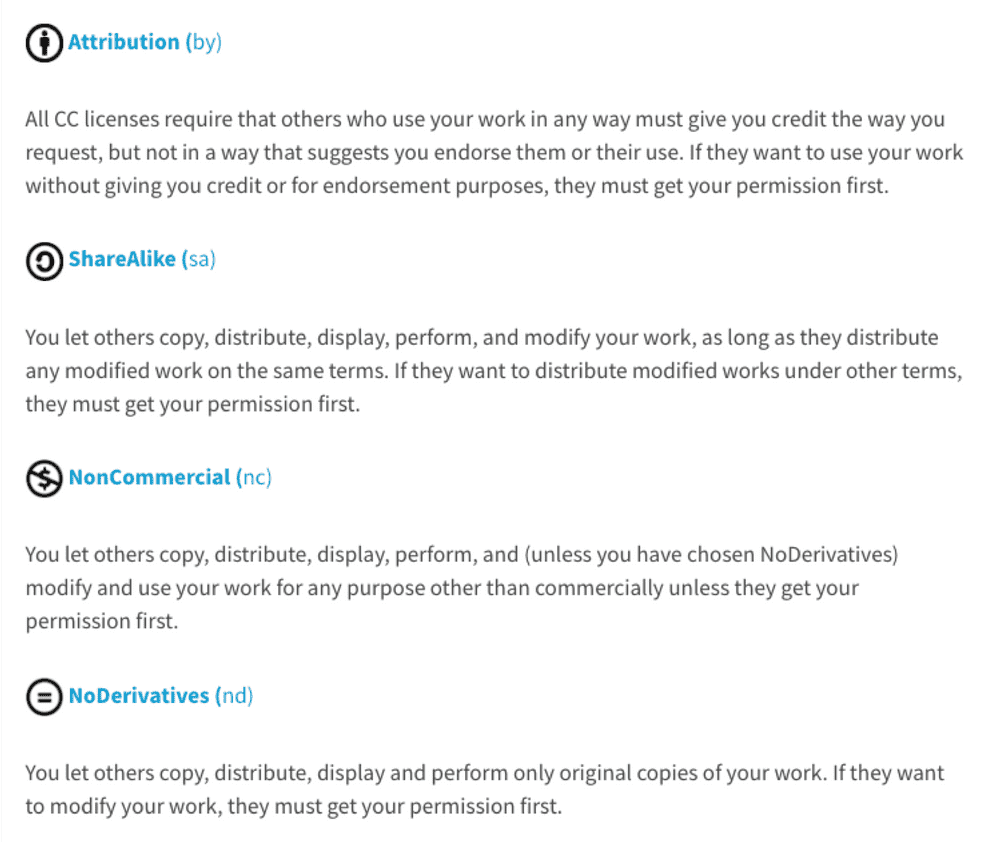 Attribution (by)
All CC licenses require that others who use your work in any way must give you credit the way you
request, but not in a way that suggests you endorse them or their use. If they want to use your work
without giving you credit or for endorsement purposes, they must get your permission first.
ShareAlike (sa)
You let others copy, distribute, display, perform, and modify your work, as long as they distribute
any modified work on the same terms. If they want to distribute modified works under other terms,
they must get your permission first.
NonCommercial (nc)
You let others copy, distribute, display, perform, and (unless you have chosen NoDerivatives)
modify and use your work for any purpose other than commercially unless they get your
permission first.
NoDerivatives (nd)
You let others copy, distribute, display and perform only original copies of your work. If they want
to modify your work, they must get your permission first.